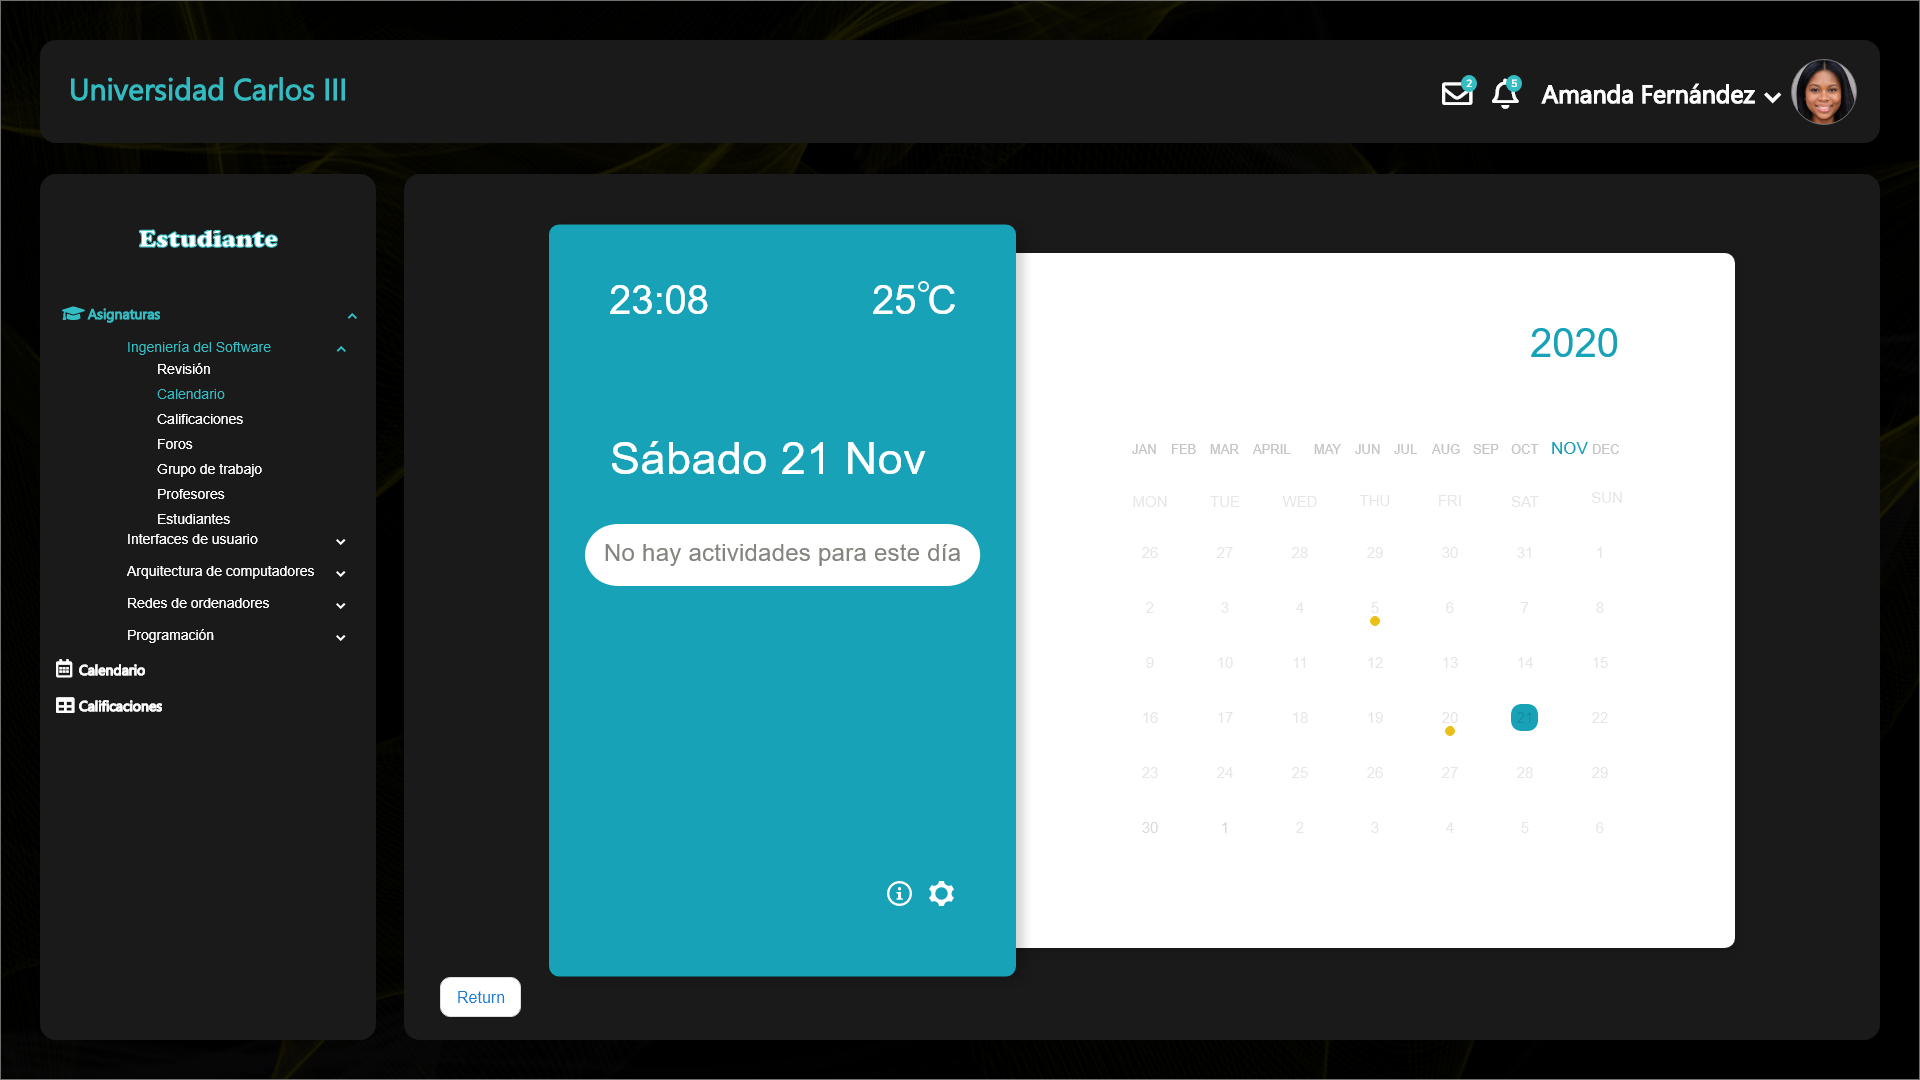 Universidad Carlos III
2
5
Amanda Fernández
Estudiante
Asignaturas
Ingeniería del Software
Revisión
Calendario
Calificaciones
Foros
Grupo de trabajo
Profesores
Estudiantes
Interfaces de usuario
Arquitectura de computadores
Redes de ordenadores
Programación
Calendario
Calificaciones
23:08 25°C
Sábado 21 Nov
No hay actividades para este día
2020
JAN FEB MAR APRIL MAY JUN JUL AUG SEP OCT NOV DEC
MON TUE WED THU FRI SAT SUN
26 27 28 29 30 31 1
2 3 4 5 6 7 8
9 10 11 12 13 14 15
16 17 18 19 20 21 22
23 24 25 26 27 28 29
30 1 2 3 4 5 6
Return